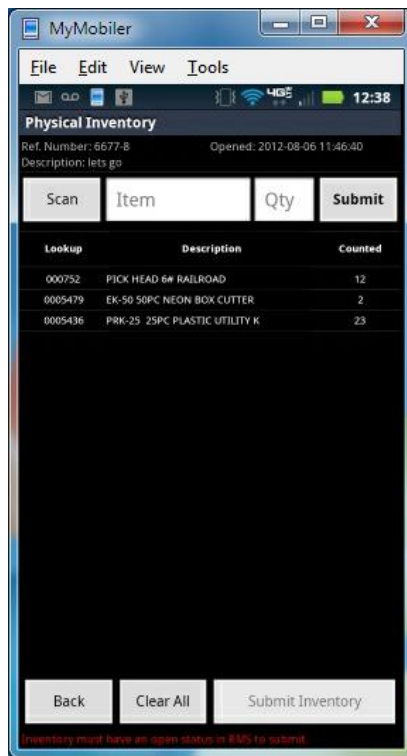 MyMobiler
File Edit View Tools
4G 12:38
Physical Inventory
Ref. Number: 6677-8 Opened: 2012-08-06 11:46:40
Description: lets go
Scan Item Qty Submit
Lookup Description Counted
000752 PICK HEAD 6# RAILROAD 12
0005479 EK-50 50PC NEON BOX CUTTER 2
0005436 PRK-25 25PC PLASTIC UTILITY K 23
Back Clear All Submit Inventory
Inventory must have an open status in RMS to submit.